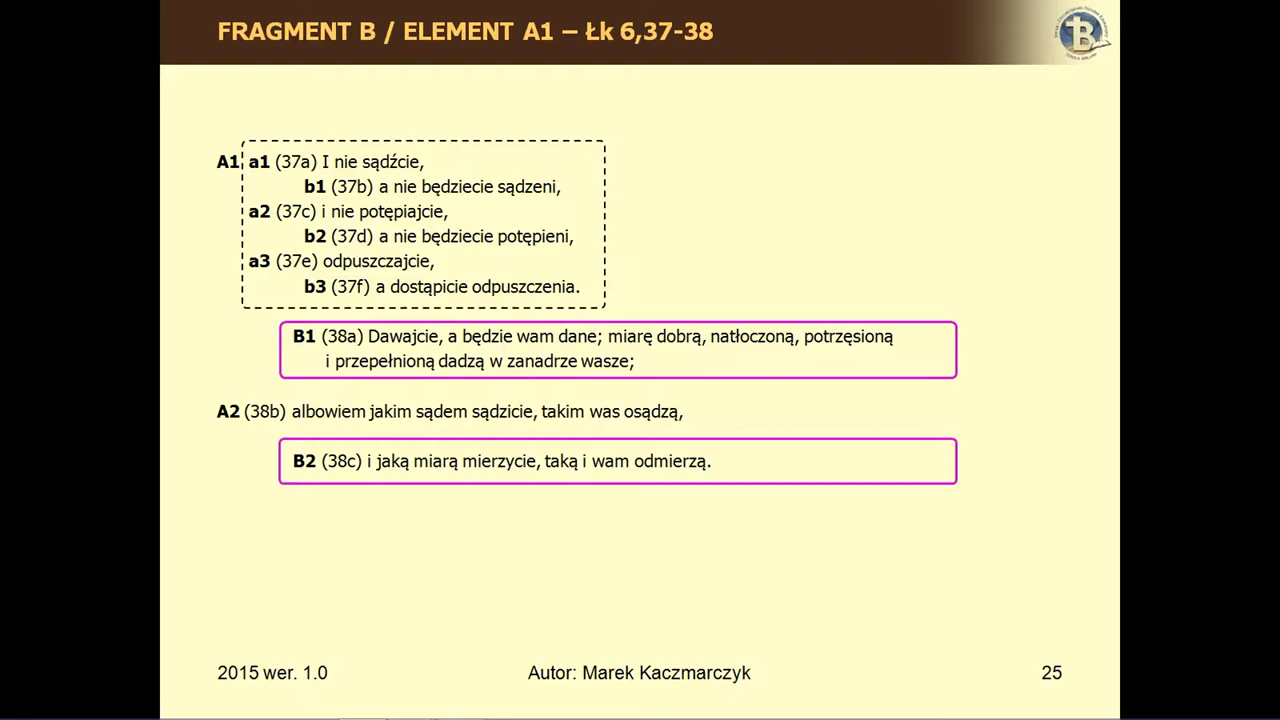 FRAGMENT B / ELEMENT A1 – Łk 6,37-38
A1 a1 (37a) I nie sądźcie,
b1 (37b) a nie będziecie sądzeni,
a2 (37c) i nie potępiajcie,
b2 (37d) a nie będziecie potępieni,
a3 (37e) odpuszczajcie,
b3 (37f) a dostąpicie odpuszczenia.
B1 (38a) Dawajcie, a będzie wam dane; miarę dobrą, natłoczoną, potrzęsioną
i przepełnioną dadzą w zanadrze wasze;
A2 (38b) albowiem jakim sądem sądzicie, takim was osądzą,
B2 (38c) i jaką miarą mierzycie, taką i wam odmierzą.
2015 wer. 1.0 Autor: Marek Kaczmarczyk 25